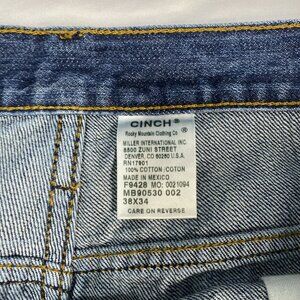 CINCH®
Rocky Mountain Clothing Co.®
MILLER INTERNATIONAL INC.
8500 ZUNI STREET
DENVER, CO 80260 U.S.A.
RN17901
100% COTTON /COTON
MADE IN MEXICO
F9428 MO: 0021094
MB90530 002
38X34
CARE ON REVERSE